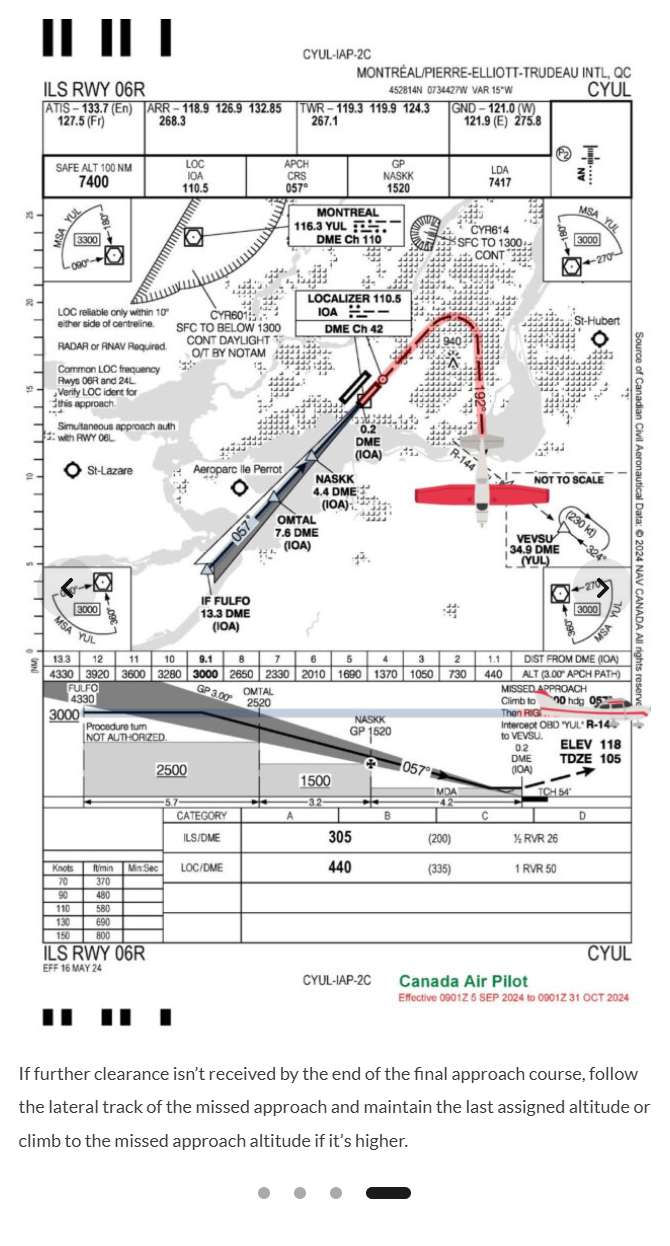 CYUL-IAP-2C
MONTRÉAL/PIERRE-ELLIOTT-TRUDEAU INTL, QC
ILS RWY 06R
452814N 0734427W VAR 15°W
CYUL
ATIS – 133.7 (En)
127.5 (Fr)
ARR – 118.9 126.9 132.85
268.3
TWR – 119.3 119.9 124.3
267.1
GND – 121.0 (W)
121.9 (E) 275.8
P2
AN
SAFE ALT 100 NM
7400
LOC
IOA
110.5
APCH
CRS
057°
GP
NASKK
1520
LDA
7417
25
20
15
10
5
0
(NM)
MSA YUL
180°
3300
090°
MONTREAL
116.3 YUL
DME Ch 110
CYR614
SFC TO 1300
CONT
MSA YUL
180°
3000
270°
LOC reliable only within 10°
either side of centreline.
RADAR or RNAV Required.
Common LOC frequency
Rwys 06R and 24L.
Verify LOC ident for
this approach.
Simultaneous approach auth
with RWY 06L.
CYR601
SFC TO BELOW 1300
CONT DAYLIGHT
O/T BY NOTAM
LOCALIZER 110.5
IOA
DME Ch 42
St-Hubert
940
192°
0.2
DME
(IOA)
St-Lazare
Aeroparc Ile Perrot
NASKK
4.4 DME
(IOA)
R-144
NOT TO SCALE
OMTAL
7.6 DME
(IOA)
057°
(230 kt)
324°
VEVSU
34.9 DME
(YUL)
IF FULFO
13.3 DME
(IOA)
3000
360°
MSA YUL
270°
3000
360°
MSA YUL
Source of Canadian Civil Aeronautical Data: © 2024 NAV CANADA All rights reserve
13.3 12 11 10 9.1 8 7 6 5 4 3 2 1.1 DIST FROM DME (IOA)
4330 3920 3600 3280 3000 2650 2330 2010 1690 1370 1050 730 440 ALT (3.00° APCH PATH)
FULFO
4330
GP 3.00°
OMTAL
2520
3000
Procedure turn
NOT AUTHORIZED.
NASKK
GP 1520
MISSED APPROACH
Climb to
00 hdg 057°
Then RIG
Intercept OBD "YUL" R-144
to VEVSU.
0.2
DME
(IOA)
ELEV 118
TDZE 105
2500
1500
057°
MDA
TCH 54'
5.7
3.2
4.2
CATEGORY A B C D
ILS/DME 305 (200) ½ RVR 26
LOC/DME 440 (335) 1 RVR 50
Knots ft/min Min:Sec
70 370
90 480
110 580
130 690
150 800
ILS RWY 06R
CYUL
EFF 16 MAY 24
CYUL-IAP-2C
Canada Air Pilot
Effective 0901Z 5 SEP 2024 to 0901Z 31 OCT 2024
If further clearance isn't received by the end of the final approach course, follow
the lateral track of the missed approach and maintain the last assigned altitude or
climb to the missed approach altitude if it's higher.